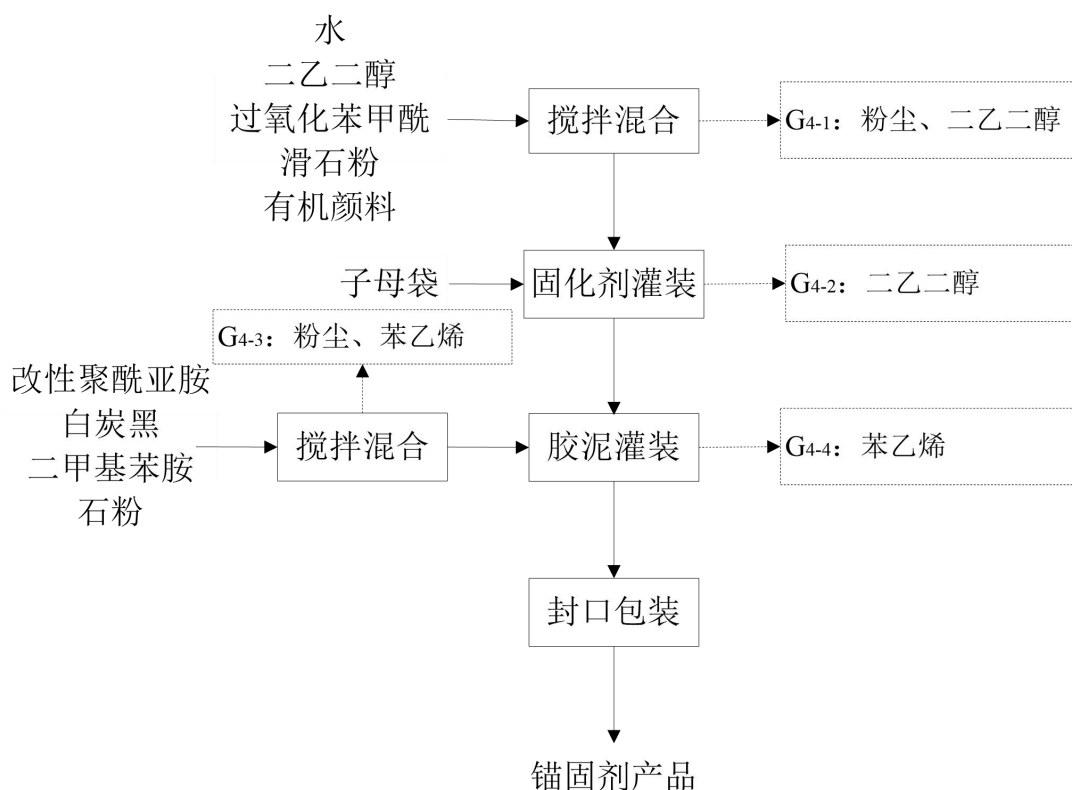 水
二乙二醇
过氧化苯甲酰
滑石粉
有机颜料
搅拌混合
G4-1：粉尘、二乙二醇
子母袋
固化剂灌装
G4-2：二乙二醇
G4-3：粉尘、苯乙烯
改性聚酰亚胺
白炭黑
二甲基苯胺
石粉
搅拌混合
胶泥灌装
G4-4：苯乙烯
封口包装
锚固剂产品